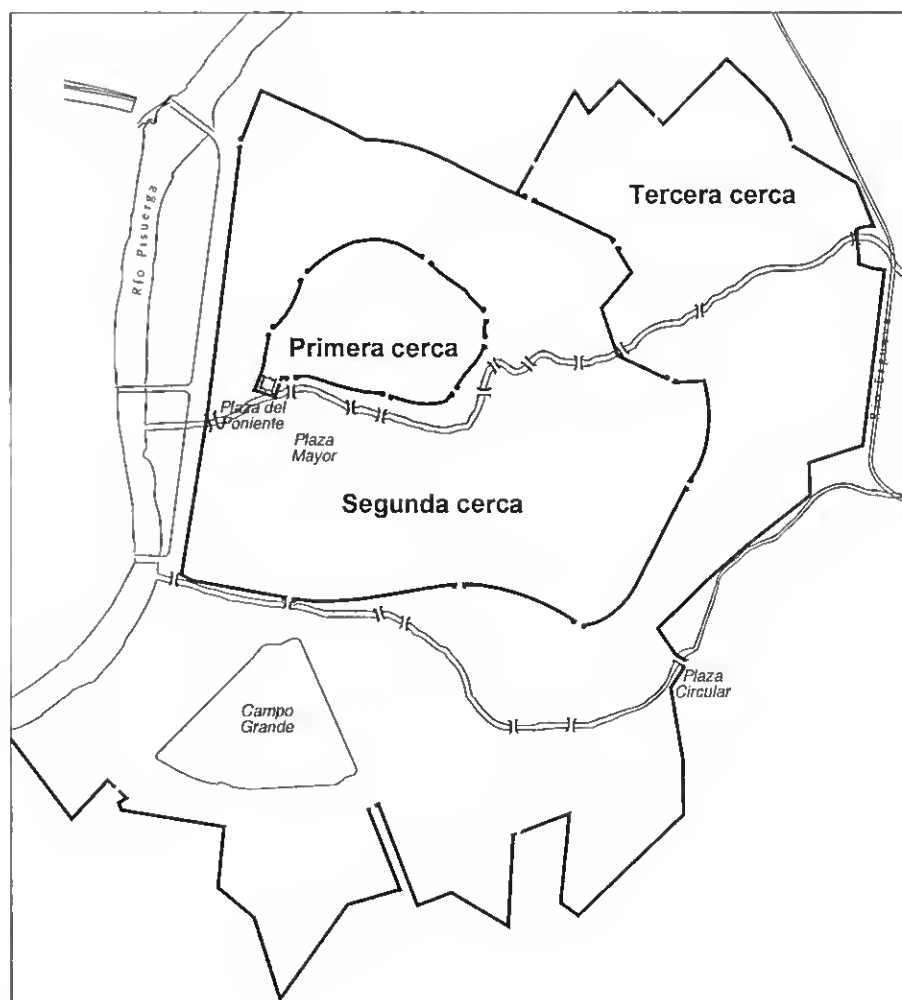 Tercera cerca
Río Pisuerga
Primera cerca
Plaza del
Poniente
Plaza
Mayor
Segunda cerca
Plaza
Circular
Campo
Grande